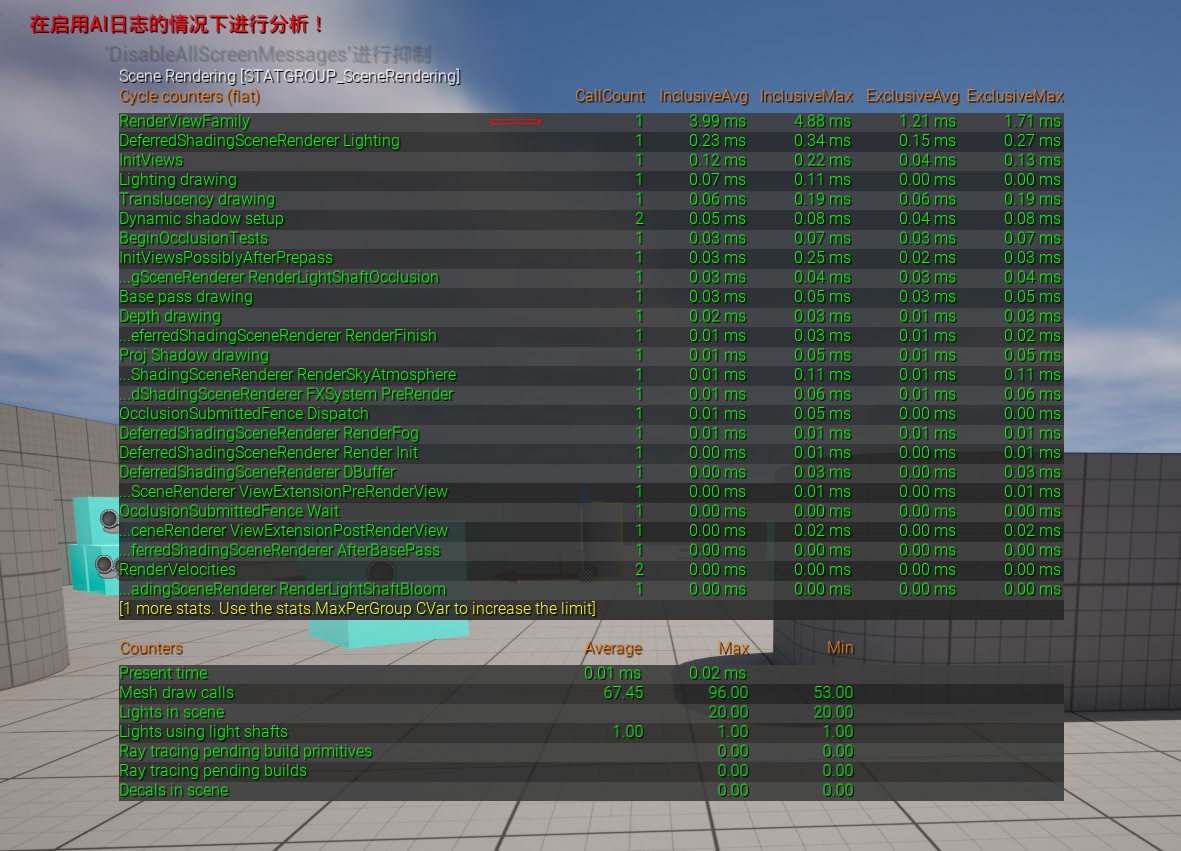 在启用AI日志的情况下进行分析！
'DisableAllScreenMessages'进行抑制
Scene Rendering [STATGROUP_SceneRendering]
Cycle counters (flat) CallCount InclusiveAvg InclusiveMax ExclusiveAvg ExclusiveMax
RenderViewFamily 1 3.99 ms 4.88 ms 1.21 ms 1.71 ms
DeferredShadingSceneRenderer Lighting 1 0.23 ms 0.34 ms 0.15 ms 0.27 ms
InitViews 1 0.12 ms 0.22 ms 0.04 ms 0.13 ms
Lighting drawing 1 0.07 ms 0.11 ms 0.00 ms 0.00 ms
Translucency drawing 1 0.06 ms 0.19 ms 0.06 ms 0.19 ms
Dynamic shadow setup 2 0.05 ms 0.08 ms 0.04 ms 0.08 ms
BeginOcclusionTests 1 0.03 ms 0.07 ms 0.03 ms 0.07 ms
InitViewsPossiblyAfterPrepass 1 0.03 ms 0.25 ms 0.02 ms 0.03 ms
...gSceneRenderer RenderLightShaftOcclusion 1 0.03 ms 0.04 ms 0.03 ms 0.04 ms
Base pass drawing 1 0.03 ms 0.05 ms 0.03 ms 0.05 ms
Depth drawing 1 0.02 ms 0.03 ms 0.01 ms 0.03 ms
...eferredShadingSceneRenderer RenderFinish 1 0.01 ms 0.03 ms 0.01 ms 0.02 ms
Proj Shadow drawing 1 0.01 ms 0.05 ms 0.01 ms 0.05 ms
...ShadingSceneRenderer RenderSkyAtmosphere 1 0.01 ms 0.11 ms 0.01 ms 0.11 ms
...dShadingSceneRenderer FXSystem PreRender 1 0.01 ms 0.06 ms 0.01 ms 0.06 ms
OcclusionSubmittedFence Dispatch 1 0.01 ms 0.05 ms 0.00 ms 0.00 ms
DeferredShadingSceneRenderer RenderFog 1 0.01 ms 0.01 ms 0.01 ms 0.01 ms
DeferredShadingSceneRenderer Render Init 1 0.00 ms 0.01 ms 0.00 ms 0.01 ms
DeferredShadingSceneRenderer DBuffer 1 0.00 ms 0.03 ms 0.00 ms 0.03 ms
...SceneRenderer ViewExtensionPreRenderView 1 0.00 ms 0.01 ms 0.00 ms 0.01 ms
OcclusionSubmittedFence Wait 1 0.00 ms 0.00 ms 0.00 ms 0.00 ms
...ceneRenderer ViewExtensionPostRenderView 1 0.00 ms 0.02 ms 0.00 ms 0.02 ms
...ferredShadingSceneRenderer AfterBasePass 1 0.00 ms 0.00 ms 0.00 ms 0.00 ms
RenderVelocities 2 0.00 ms 0.00 ms 0.00 ms 0.00 ms
...adingSceneRenderer RenderLightShaftBloom 1 0.00 ms 0.00 ms 0.00 ms 0.00 ms
[1 more stats. Use the stats.MaxPerGroup CVar to increase the limit]
Counters Average Max Min
Present time 0.01 ms 0.02 ms
Mesh draw calls 67.45 96.00 53.00
Lights in scene 20.00 20.00
Lights using light shafts 1.00 1.00 1.00
Ray tracing pending build primitives 0.00 0.00
Ray tracing pending builds 0.00 0.00
Decals in scene 0.00 0.00